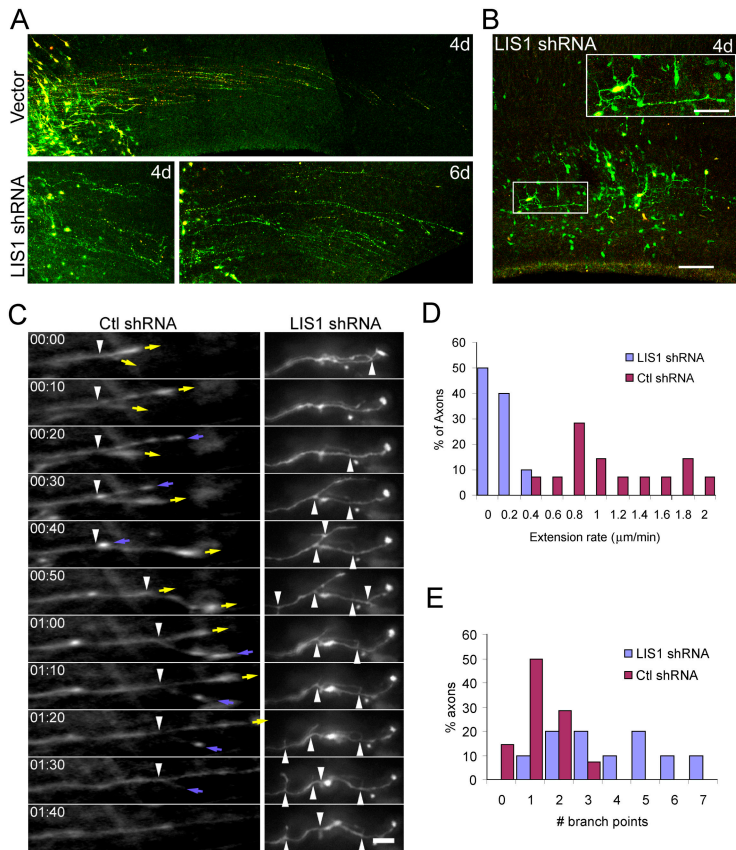 A
Vector
4d
LIS1 shRNA
4d
6d
B
LIS1 shRNA
4d
C
Ctl shRNA
LIS1 shRNA
00:00
00:10
00:20
00:30
00:40
00:50
01:00
01:10
01:20
01:30
01:40
D
LIS1 shRNA
Ctl shRNA
% of Axons
60
50
40
30
20
10
0
0 0.2 0.4 0.6 0.8 1 1.2 1.4 1.6 1.8 2
Extension rate (μm/min)
E
LIS1 shRNA
Ctl shRNA
% axons
60
50
40
30
20
10
0
0 1 2 3 4 5 6 7
# branch points